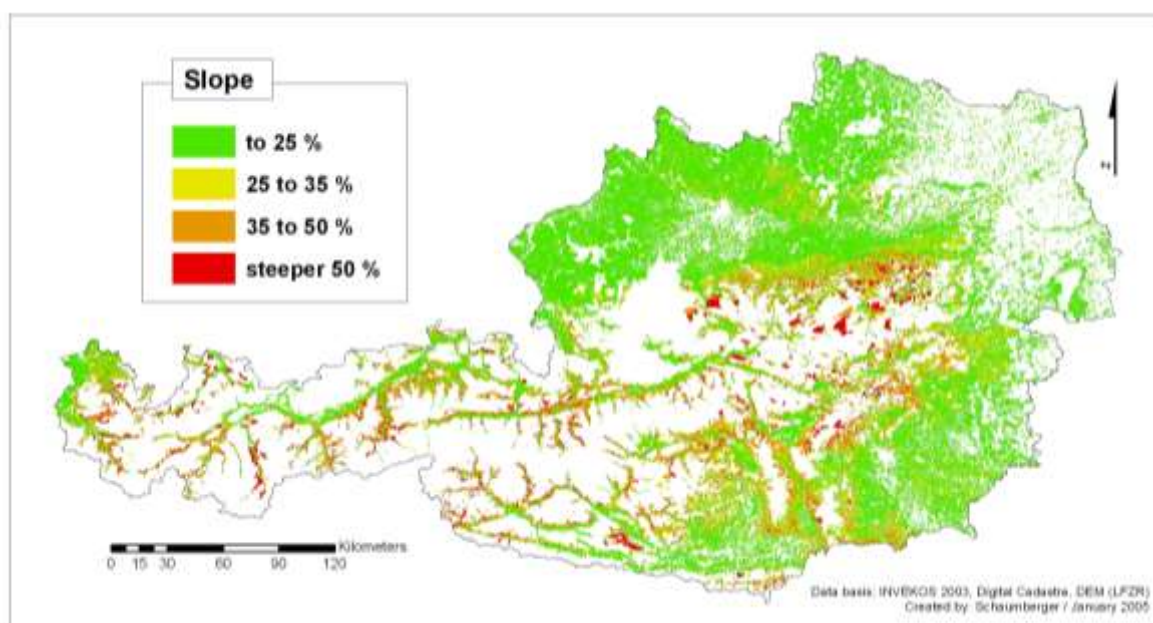 Slope
to 25 %
25 to 35 %
35 to 50 %
steeper 50 %
N
Kilometers
0 15 30 60 90 120
Data basis: INVEKOS 2003, Digital Cadastre, DEM (LFZR)
Created by: Schaumberger / January 2005